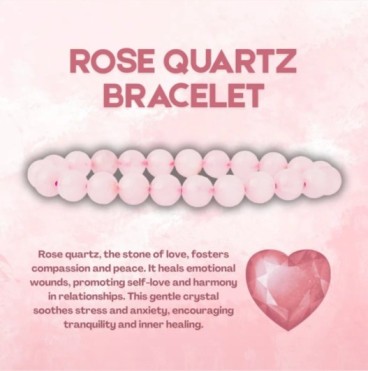 ROSE QUARTZ
BRACELET
Rose quartz, the stone of love, fosters
compassion and peace. It heals emotional
wounds, promoting self-love and harmony
in relationships. This gentle crystal
soothes stress and anxiety, encouraging
tranquility and inner healing.